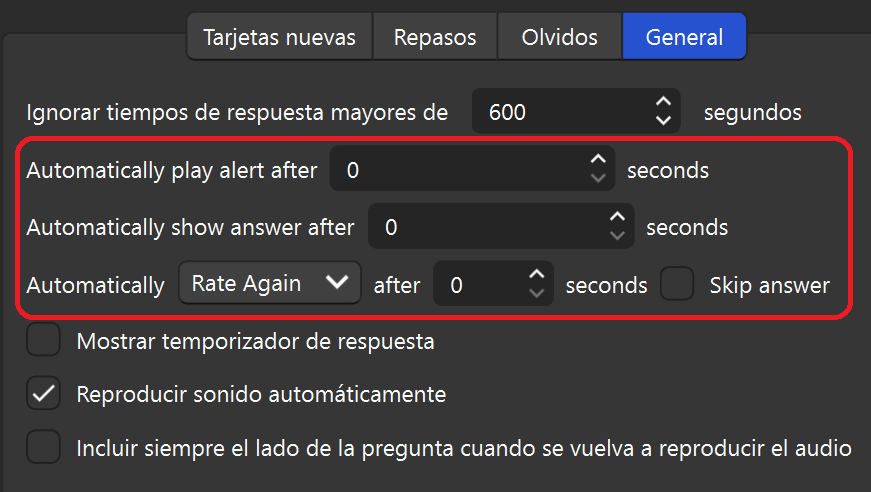 Tarjetas nuevas Repasos Olvidos General
Ignorar tiempos de respuesta mayores de 600 segundos
Automatically play alert after 0 seconds
Automatically show answer after 0 seconds
Automatically Rate Again after 0 seconds Skip answer
Mostrar temporizador de respuesta
Reproducir sonido automáticamente
Incluir siempre el lado de la pregunta cuando se vuelva a reproducir el audio